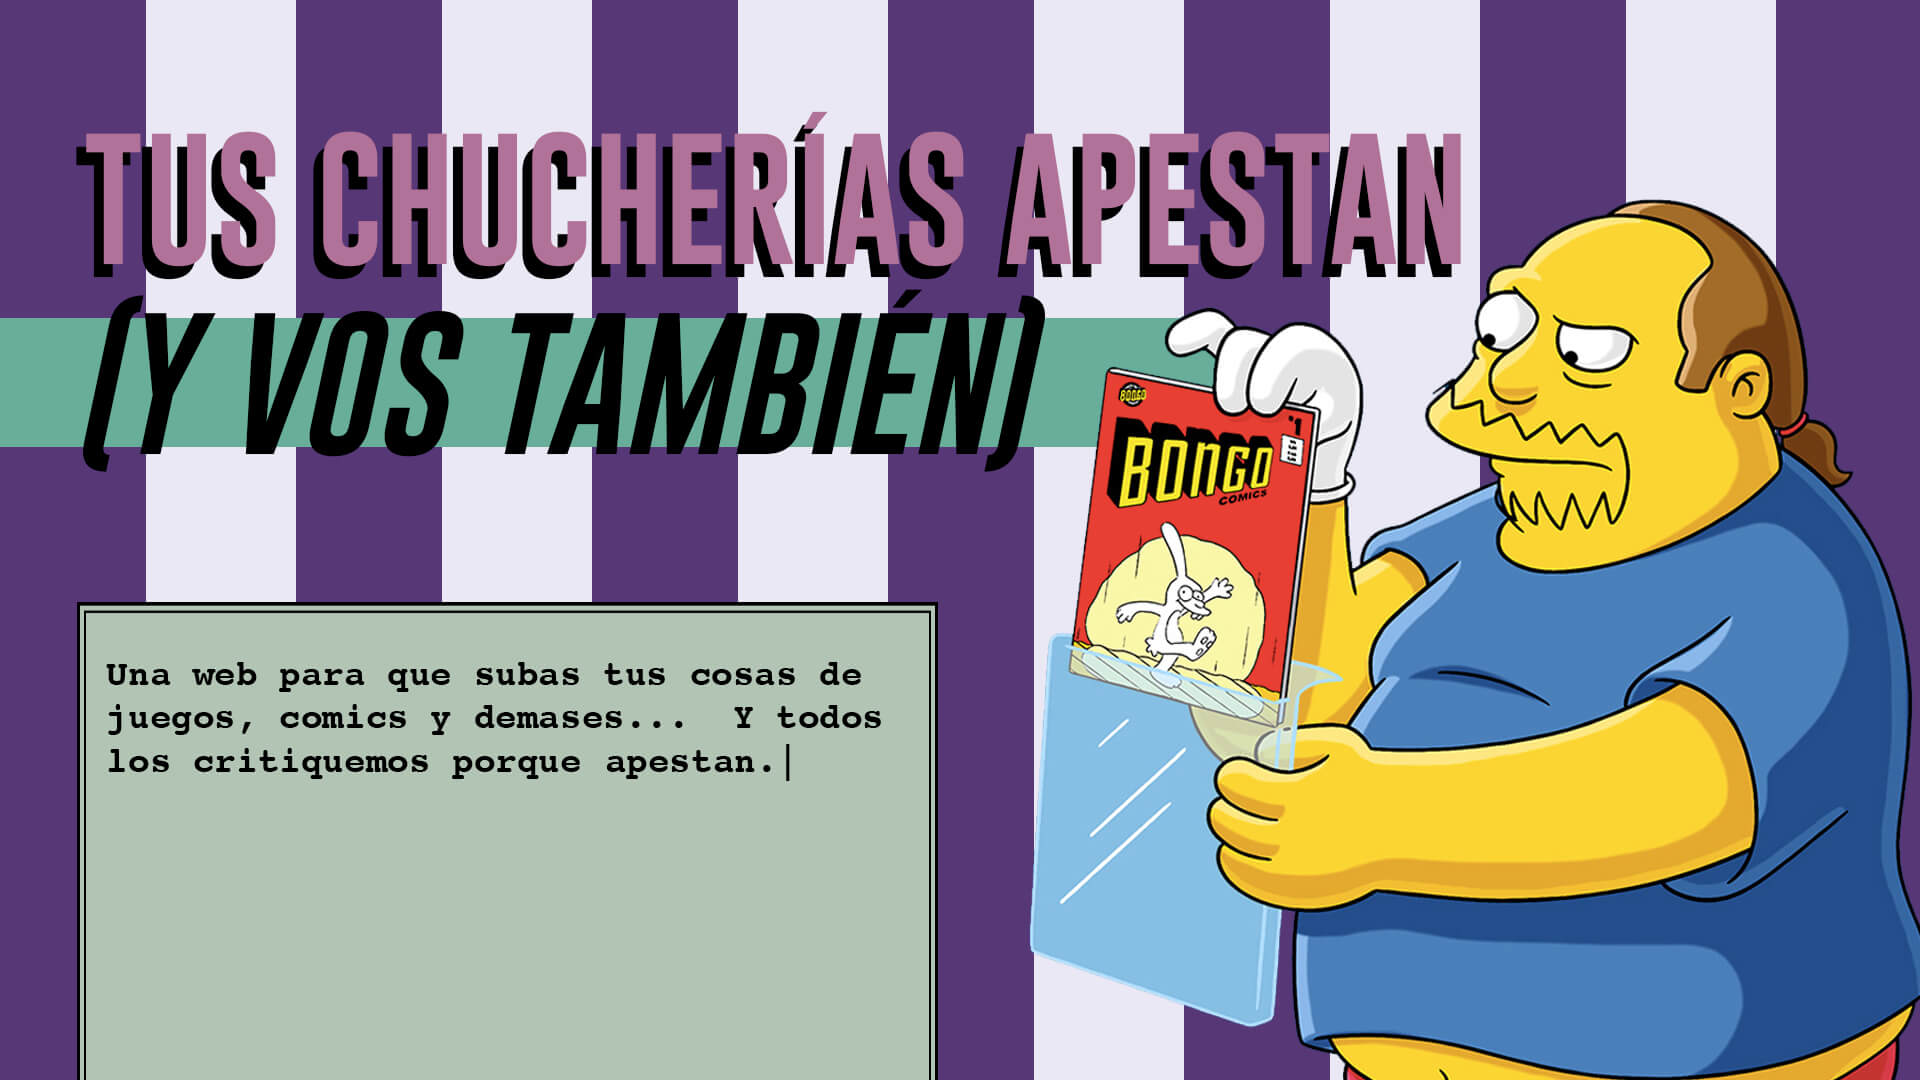 TUS CHUCHERÍAS APESTAN
(Y VOS TAMBIÉN)
BONGO
#1
BONGO
COMICS
Una web para que subas tus cosas de
juegos, comics y demases...  Y todos
los critiquemos porque apestan.